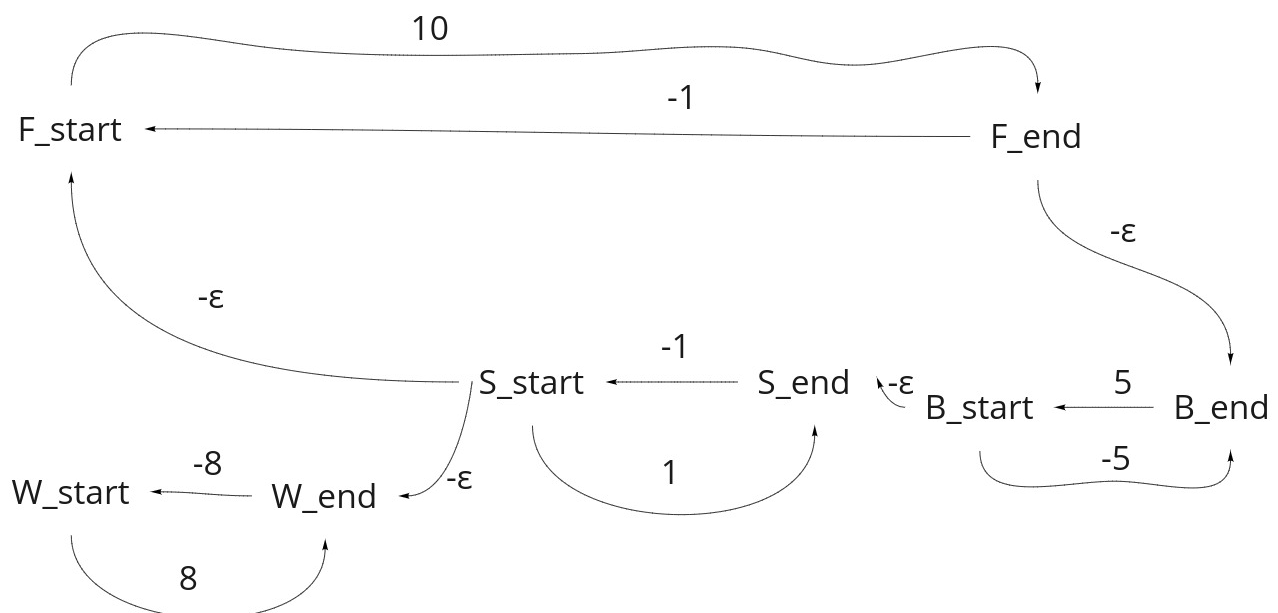 10
-1
F_start
F_end
-ε
-ε
-1
S_start
S_end
-ε
5
B_start
B_end
-8
-ε
1
-5
W_start
W_end
8